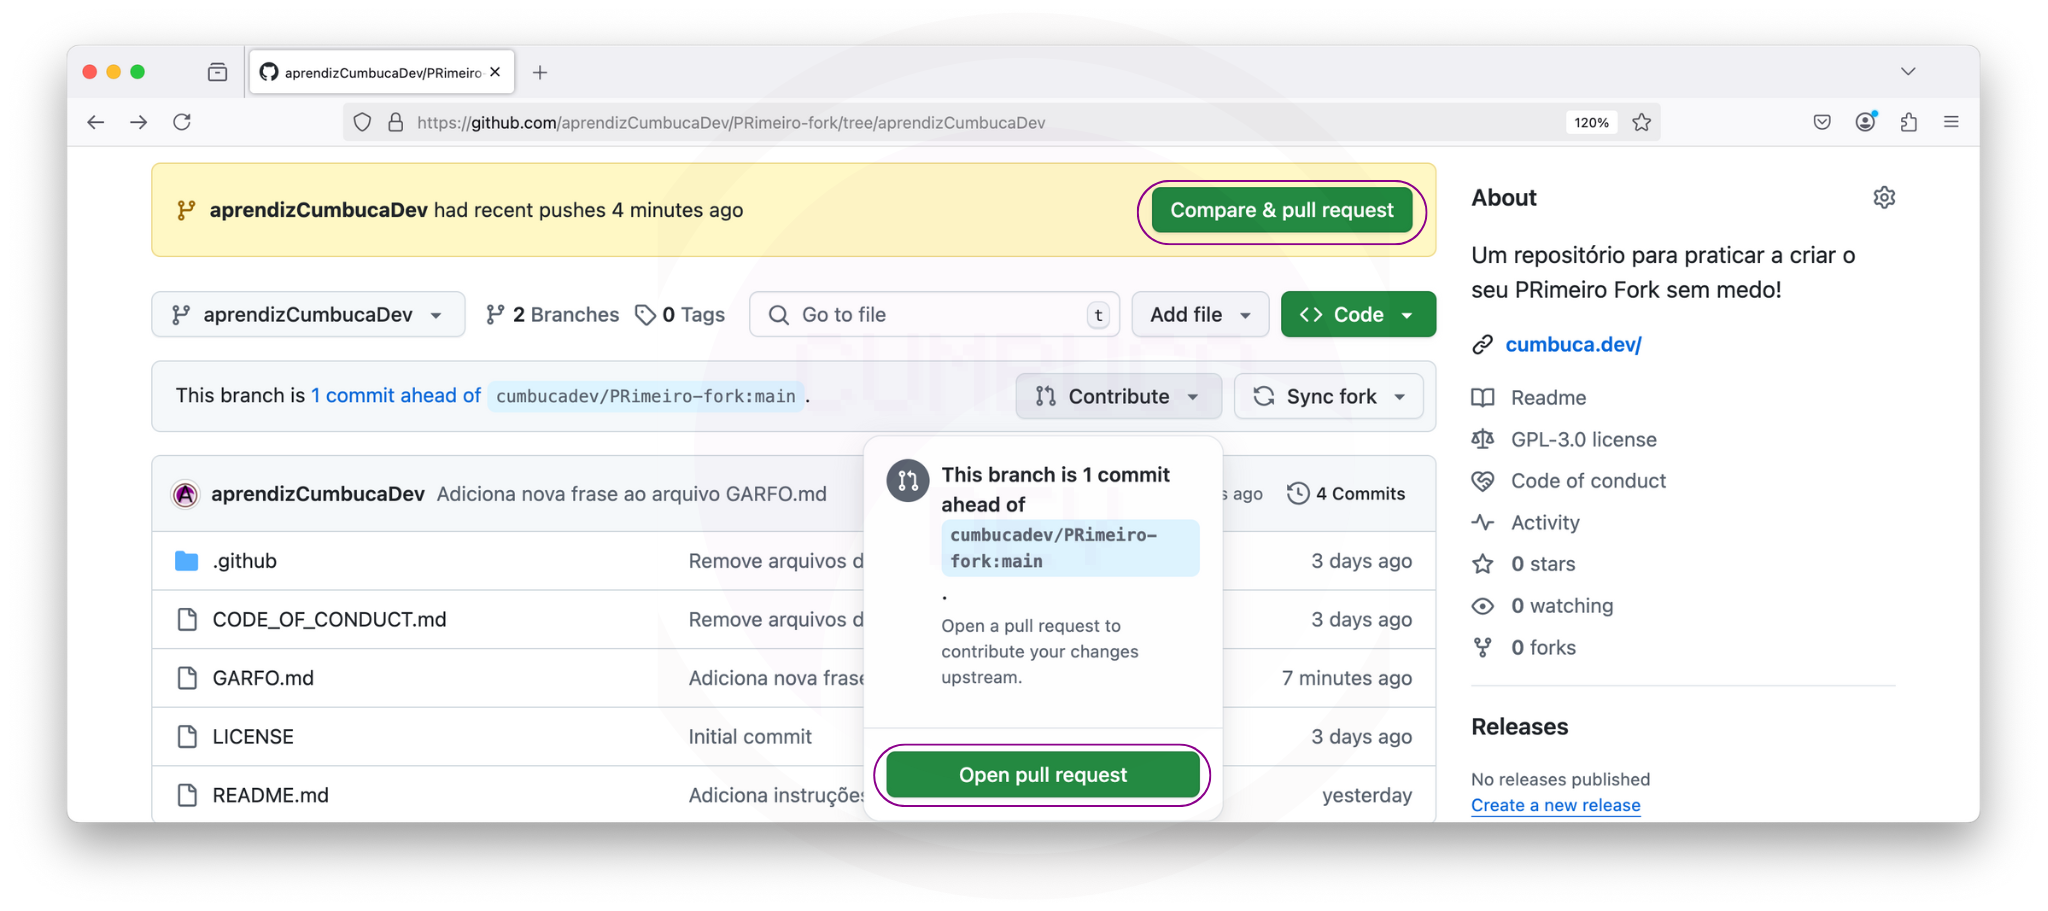 aprendizCumbucaDev/PRimeiro
https://github.com/aprendizCumbucaDev/PRimeiro-fork/tree/aprendizCumbucaDev
120%
aprendizCumbucaDev had recent pushes 4 minutes ago
Compare & pull request
aprendizCumbucaDev
2 Branches
0 Tags
Go to file
t
Add file
Code
This branch is 1 commit ahead of cumbucadev/PRimeiro-fork:main .
Contribute
Sync fork
aprendizCumbucaDev Adiciona nova frase ao arquivo GARFO.md
s ago
4 Commits
.github
Remove arquivos d
3 days ago
CODE_OF_CONDUCT.md
Remove arquivos d
3 days ago
GARFO.md
Adiciona nova frase
7 minutes ago
LICENSE
Initial commit
3 days ago
README.md
Adiciona instruções
yesterday
This branch is 1 commit
ahead of
cumbucadev/PRimeiro-
fork:main
.
Open a pull request to
contribute your changes
upstream.
Open pull request
About
Um repositório para praticar a criar o
seu PRimeiro Fork sem medo!
cumbuca.dev/
Readme
GPL-3.0 license
Code of conduct
Activity
0 stars
0 watching
0 forks
Releases
No releases published
Create a new release
CUMBUCA
DEV